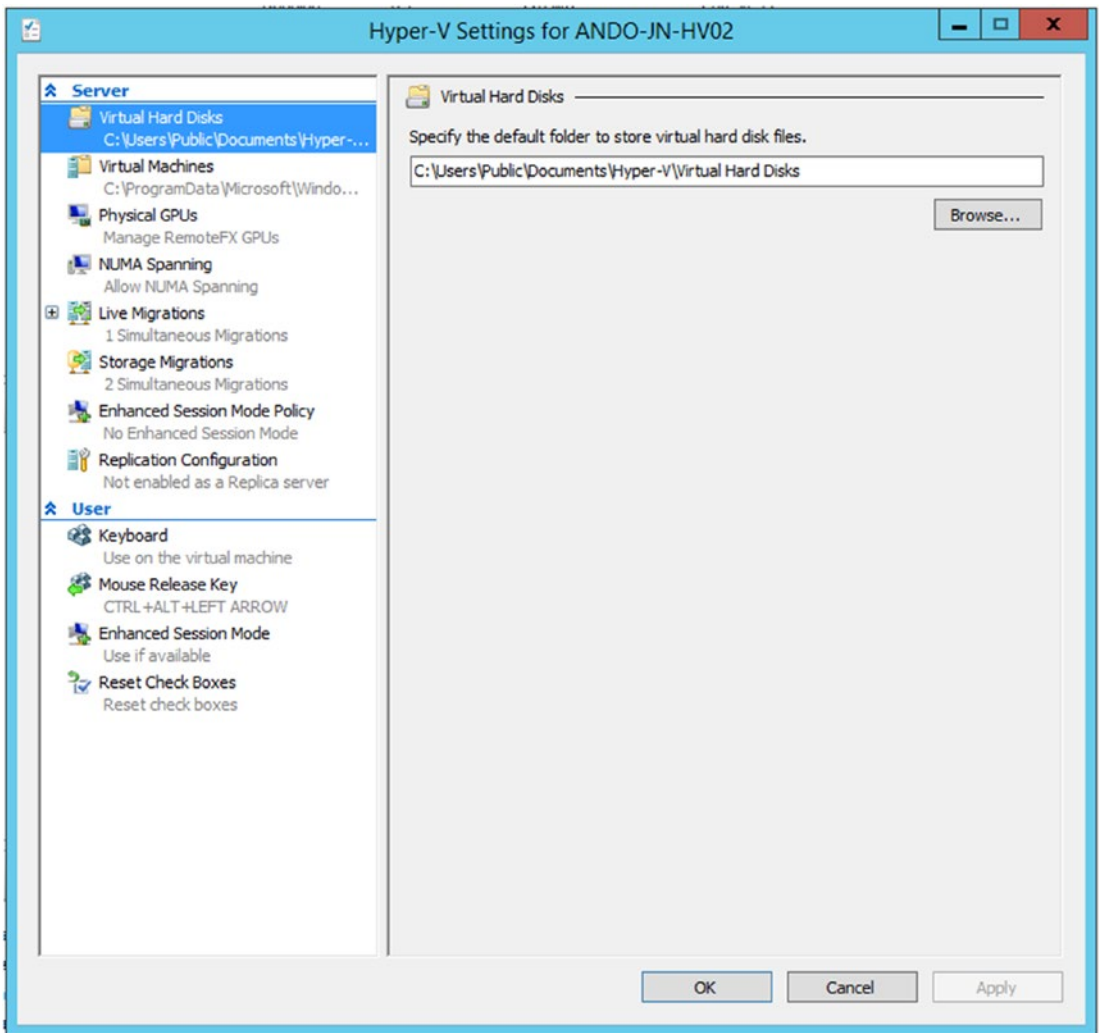 Hyper-V Settings for ANDO-JN-HV02
Server
Virtual Hard Disks
C:\Users\Public\Documents\Hyper-...
Virtual Machines
C:\ProgramData\Microsoft\Windo...
Physical GPUs
Manage RemoteFX GPUs
NUMA Spanning
Allow NUMA Spanning
Live Migrations
1 Simultaneous Migrations
Storage Migrations
2 Simultaneous Migrations
Enhanced Session Mode Policy
No Enhanced Session Mode
Replication Configuration
Not enabled as a Replica server
User
Keyboard
Use on the virtual machine
Mouse Release Key
CTRL+ALT+LEFT ARROW
Enhanced Session Mode
Use if available
Reset Check Boxes
Reset check boxes
Virtual Hard Disks
Specify the default folder to store virtual hard disk files.
C:\Users\Public\Documents\Hyper-V\Virtual Hard Disks
Browse...
OK
Cancel
Apply